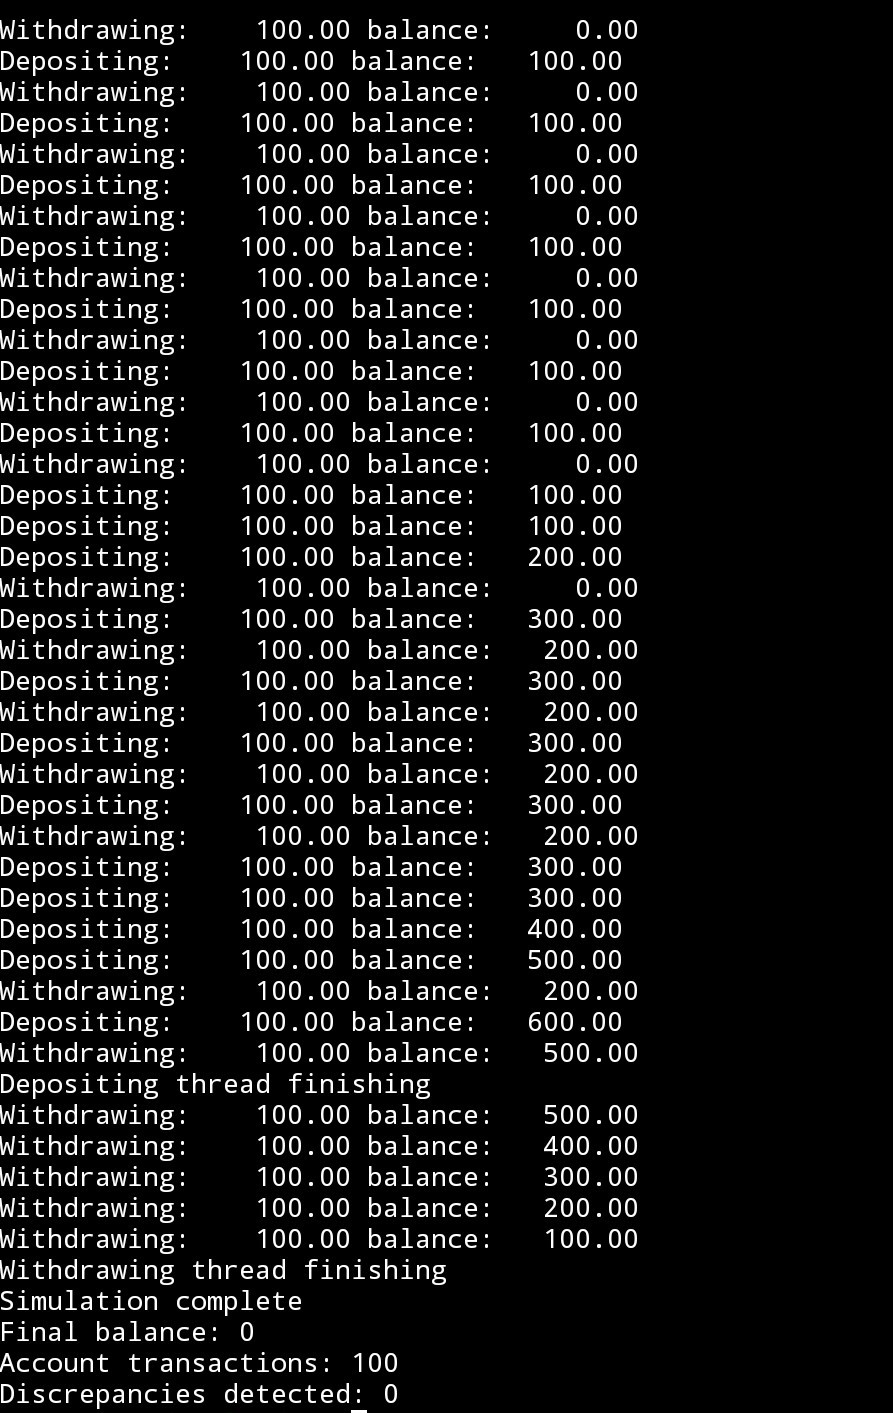 Withdrawing:    100.00 balance:     0.00
Depositing:    100.00 balance:   100.00
Withdrawing:    100.00 balance:     0.00
Depositing:    100.00 balance:   100.00
Withdrawing:    100.00 balance:     0.00
Depositing:    100.00 balance:   100.00
Withdrawing:    100.00 balance:     0.00
Depositing:    100.00 balance:   100.00
Withdrawing:    100.00 balance:     0.00
Depositing:    100.00 balance:   100.00
Withdrawing:    100.00 balance:     0.00
Depositing:    100.00 balance:   100.00
Withdrawing:    100.00 balance:     0.00
Depositing:    100.00 balance:   100.00
Withdrawing:    100.00 balance:     0.00
Depositing:    100.00 balance:   100.00
Depositing:    100.00 balance:   100.00
Depositing:    100.00 balance:   200.00
Withdrawing:    100.00 balance:     0.00
Depositing:    100.00 balance:   300.00
Withdrawing:    100.00 balance:   200.00
Depositing:    100.00 balance:   300.00
Withdrawing:    100.00 balance:   200.00
Depositing:    100.00 balance:   300.00
Withdrawing:    100.00 balance:   200.00
Depositing:    100.00 balance:   300.00
Withdrawing:    100.00 balance:   200.00
Depositing:    100.00 balance:   300.00
Depositing:    100.00 balance:   300.00
Depositing:    100.00 balance:   400.00
Depositing:    100.00 balance:   500.00
Withdrawing:    100.00 balance:   200.00
Depositing:    100.00 balance:   600.00
Withdrawing:    100.00 balance:   500.00
Depositing thread finishing
Withdrawing:    100.00 balance:   500.00
Withdrawing:    100.00 balance:   400.00
Withdrawing:    100.00 balance:   300.00
Withdrawing:    100.00 balance:   200.00
Withdrawing:    100.00 balance:   100.00
Withdrawing thread finishing
Simulation complete
Final balance: 0
Account transactions: 100
Discrepancies detected: 0